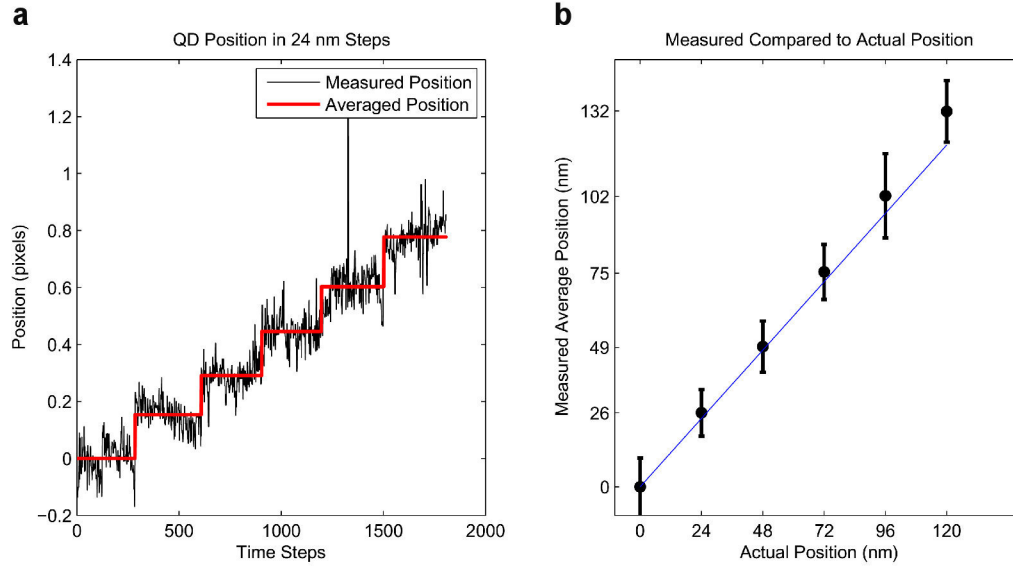 a
QD Position in 24 nm Steps
Measured Position
Averaged Position
Position (pixels)
1.4
1.2
1
0.8
0.6
0.4
0.2
0
−0.2
0 500 1000 1500 2000
Time Steps
b
Measured Compared to Actual Position
Measured Average Position (nm)
132
102
75
49
26
0
0 24 48 72 96 120
Actual Position (nm)